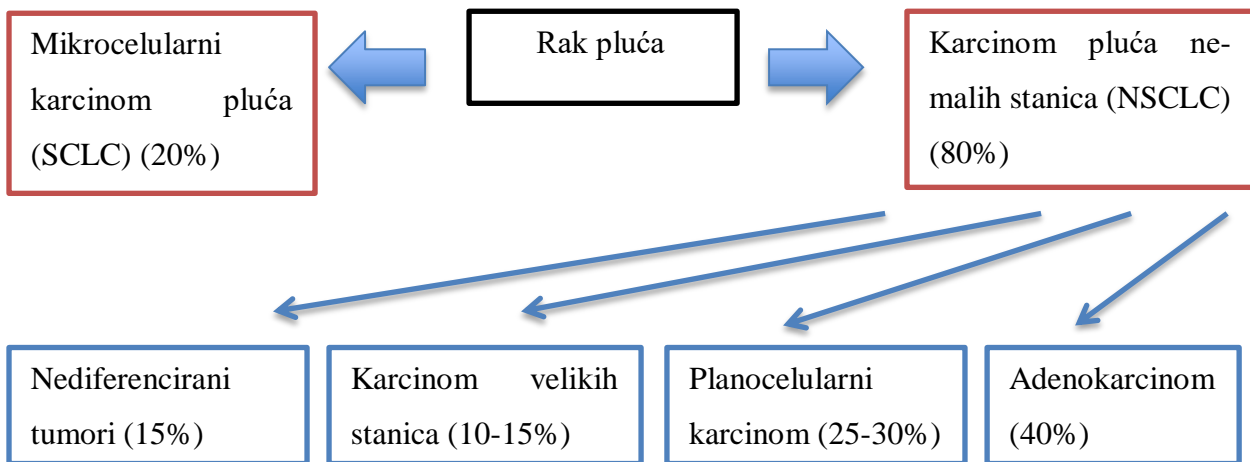 Mikrocelularni
karcinom pluća
(SCLC) (20%)
Rak pluća
Karcinom pluća ne-
malih stanica (NSCLC)
(80%)
Nediferencirani
tumori (15%)
Karcinom velikih
stanica (10-15%)
Planocelularni
karcinom (25-30%)
Adenokarcinom
(40%)